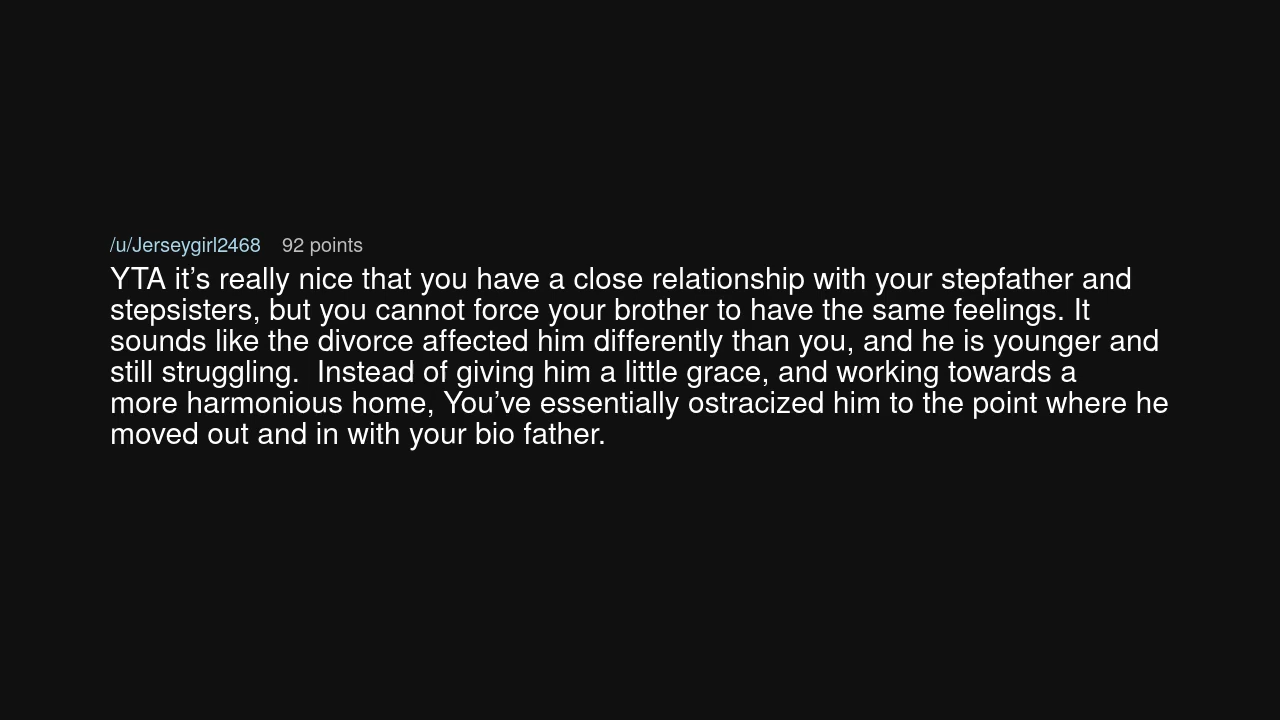 /u/Jerseygirl2468 92 points
YTA it’s really nice that you have a close relationship with your stepfather and
stepsisters, but you cannot force your brother to have the same feelings. It
sounds like the divorce affected him differently than you, and he is younger and
still struggling.  Instead of giving him a little grace, and working towards a
more harmonious home, You’ve essentially ostracized him to the point where he
moved out and in with your bio father.